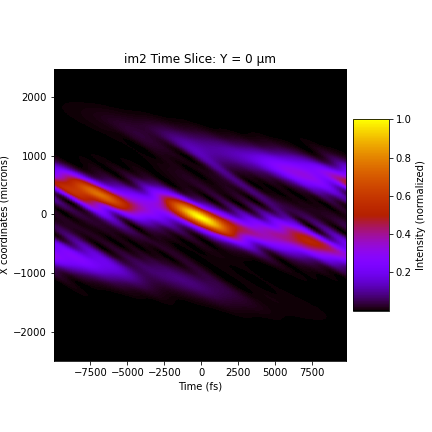 im2 Time Slice: Y = 0 μm
X coordinates (microns)
2000
1000
0
−1000
−2000
−7500 −5000 −2500 0 2500 5000 7500
Time (fs)
1.0
0.8
0.6
0.4
0.2
Intensity (normalized)